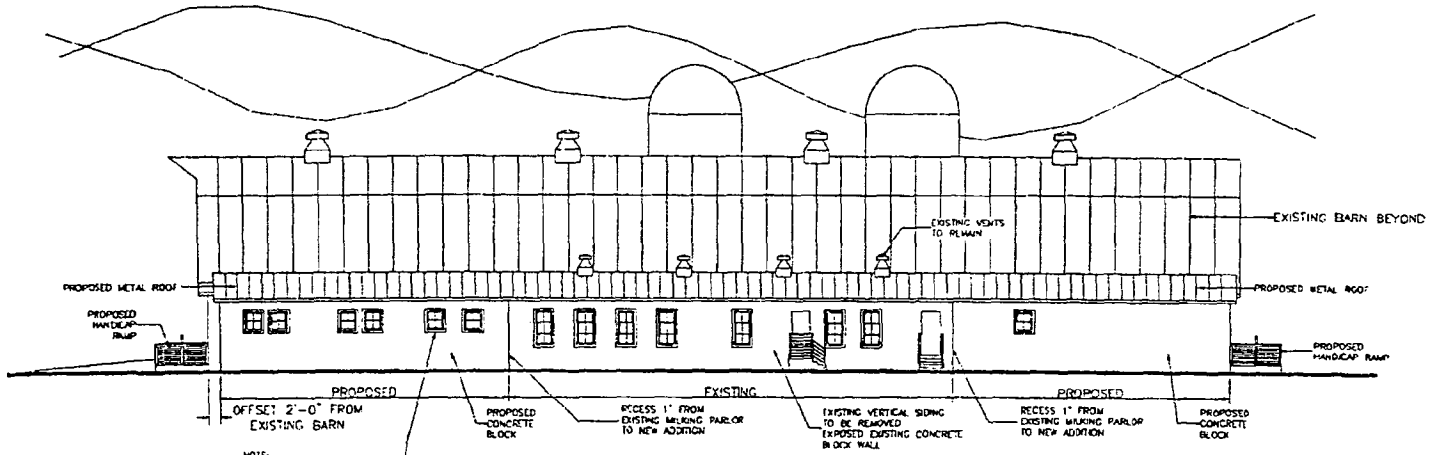 EXISTING BARN BEYOND
EXISTING VENTS
TO REMAIN
PROPOSED METAL ROOF
PROPOSED METAL ROOF
PROPOSED
HANDICAP
RAMP
PROPOSED
HANDICAP RAMP
PROPOSED
EXISTING
PROPOSED
OFFSET 2'-0" FROM
EXISTING BARN
PROPOSED
CONCRETE
BLOCK
RECESS 1" FROM
EXISTING MILKING PARLOR
TO NEW ADDITION
EXISTING VERTICAL SIDING
TO BE REMOVED
EXPOSED EXISTING CONCRETE
BLOCK WALL
RECESS 1" FROM
EXISTING MILKING PARLOR
TO NEW ADDITION
PROPOSED
CONCRETE
BLOCK